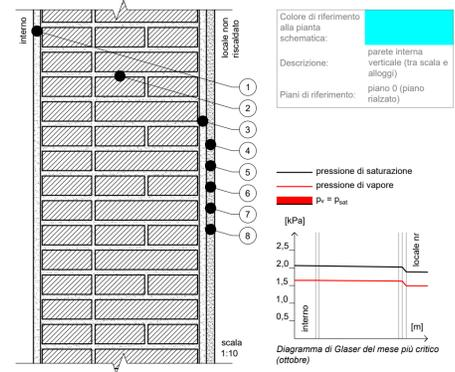 interno
locale non
riscaldato
1
2
3
4
5
6
7
8
scala
1:10
Colore di riferimento
alla pianta
schematica:
Descrizione:
parete interna
verticale (tra scala e
alloggi)
Piani di riferimento:
piano 0 (piano
rialzato)
pressione di saturazione
pressione di vapore
pv = psat
[kPa]
2,5
2,0
1,5
1,0
0,5
interno
locale nr
[m]
Diagramma di Glaser del mese più critico
(ottobre)